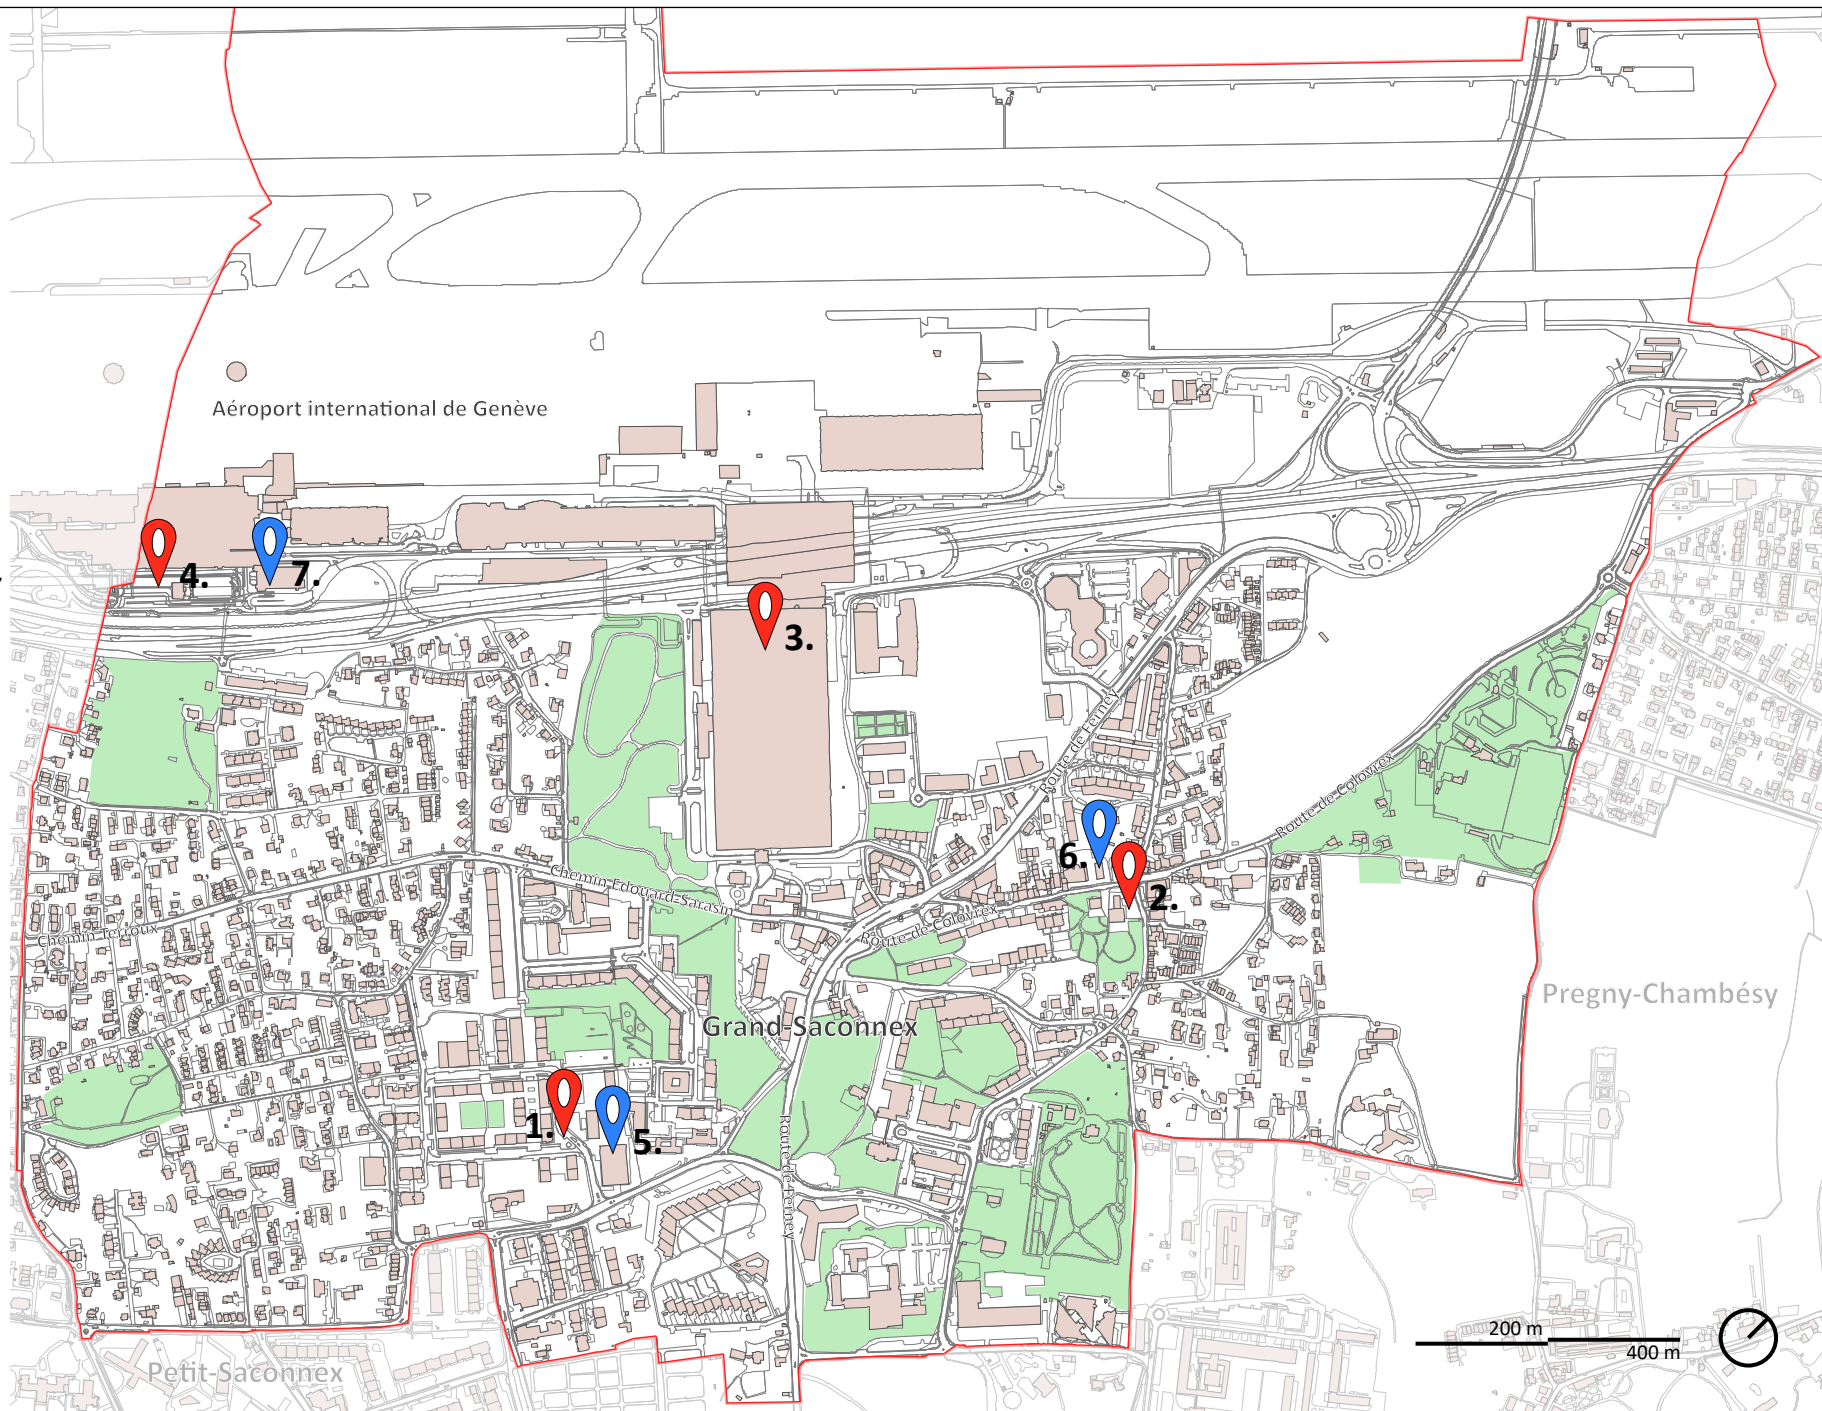 Aéroport international de Genève
4.
7.
3.
Route de Ferney
Route de Colovrex
6.
2.
Chemin Edouard-Sarasin
Route de Colovrex
Chemin Terroux
Pregny-Chambésy
Grand-Saconnex
1.
5.
Route de Ferney
200 m
400 m
Petit-Saconnex